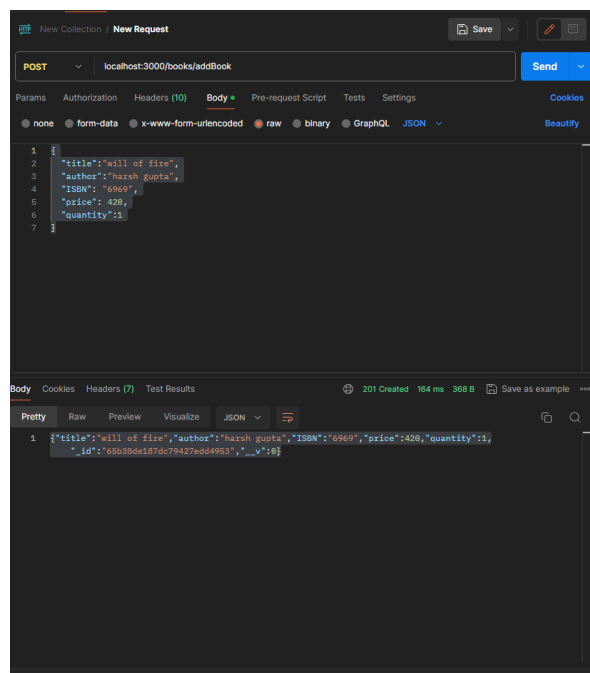 HTTP New Collection / New Request Save
POST localhost:3000/books/addBook Send
Params Authorization Headers (10) Body Pre-request Script Tests Settings Cookies
none form-data x-www-form-urlencoded raw binary GraphQL JSON Beautify
1 {
2 "title":"will of fire",
3 "author":"harsh gupta",
4 "ISBN": "6969",
5 "price": 420,
6 "quantity":1
7 }
Body Cookies Headers (7) Test Results 201 Created 164 ms 368 B Save as example
Pretty Raw Preview Visualize JSON
1 {"title":"will of fire","author":"harsh gupta","ISBN":"6969","price":420,"quantity":1,
"_id":"65b38de187dc79427edd4953","__v":0}